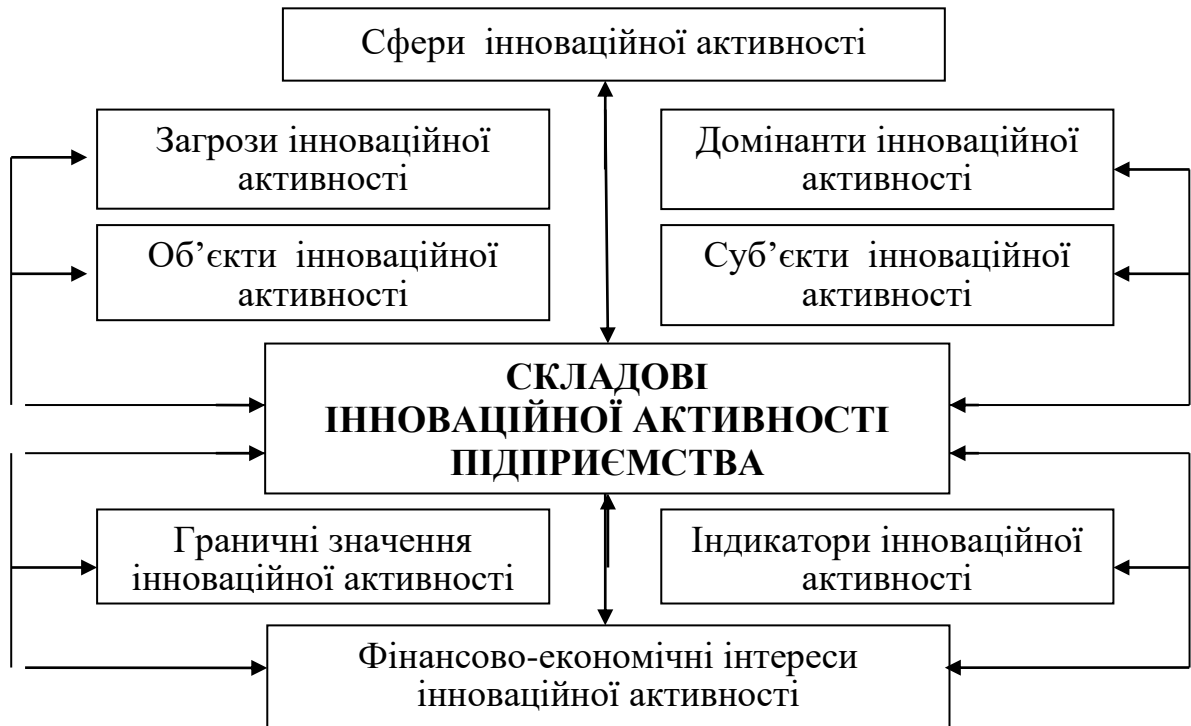 Сфери інноваційної активності
Загрози інноваційної
активності
Домінанти інноваційної
активності
Об’єкти інноваційної
активності
Суб’єкти інноваційної
активності
СКЛАДОВІ
ІННОВАЦІЙНОЇ АКТИВНОСТІ
ПІДПРИЄМСТВА
Граничні значення
інноваційної активності
Індикатори інноваційної
активності
Фінансово-економічні інтереси
інноваційної активності